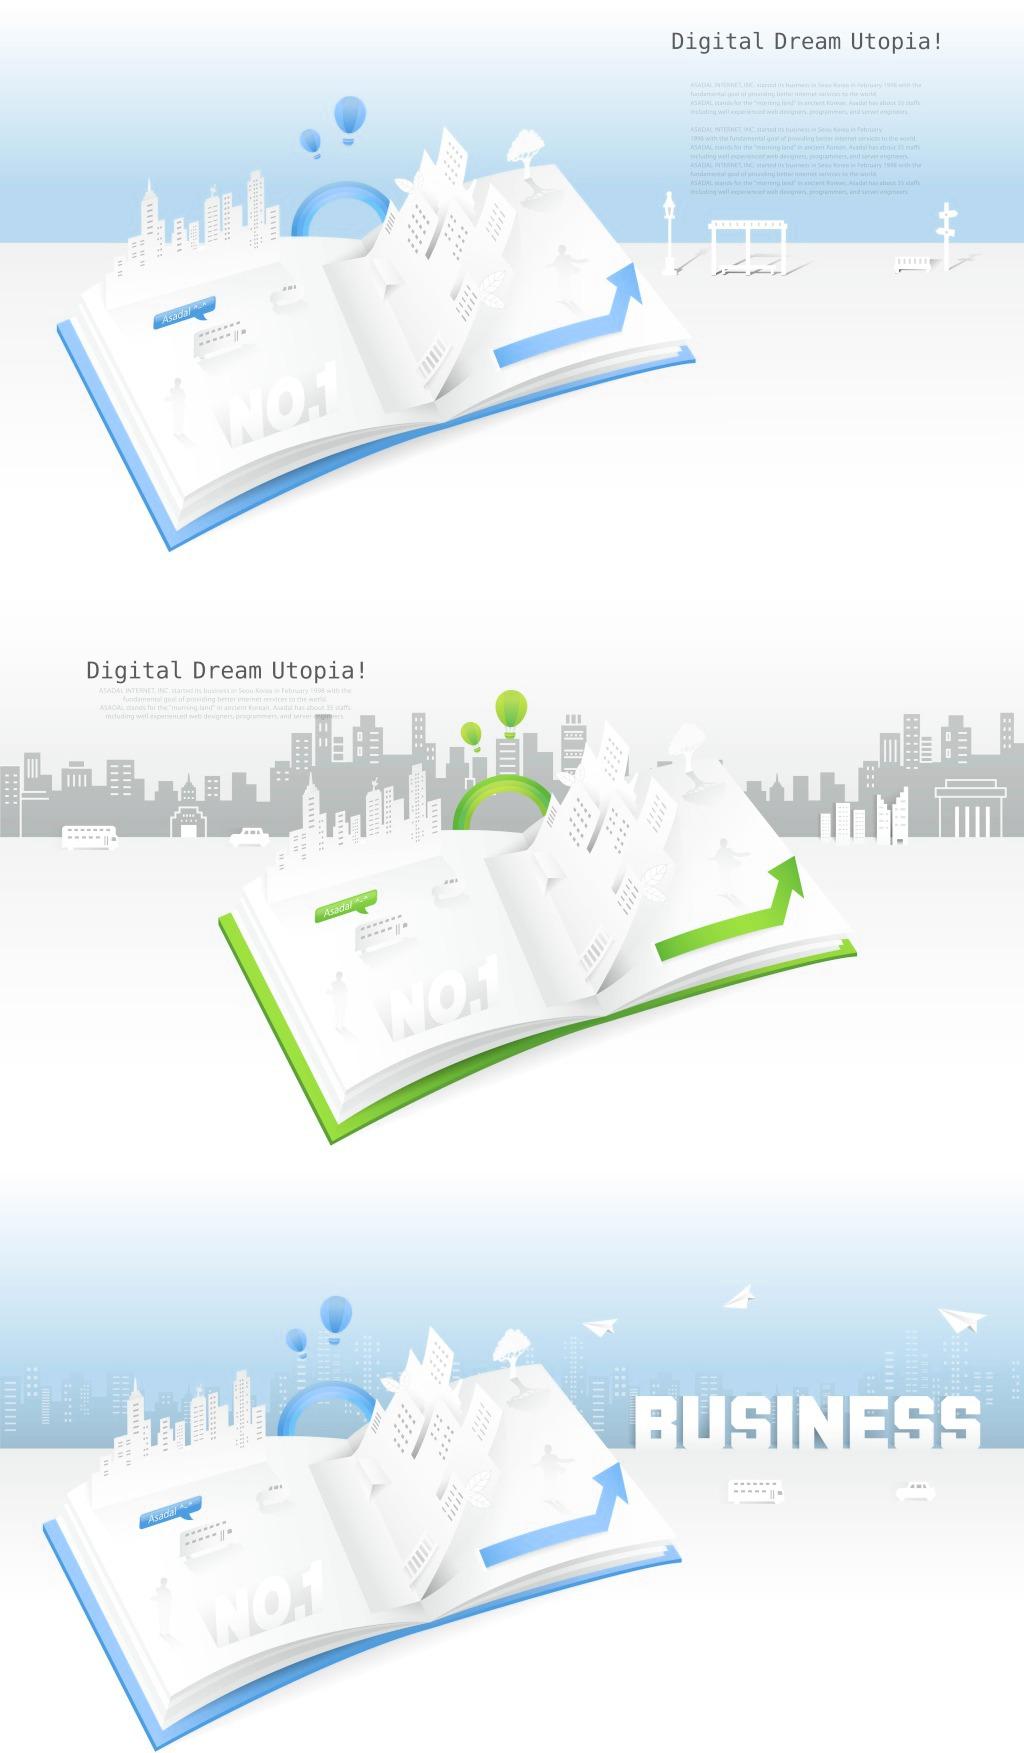 Digital Dream Utopia!
ASADAL INTERNET, INC. started its business in Seou Korea in February 1998 with the
fundamental goal of providing better internet services to the world.
ASADAL stands for the "morning land" in ancient Korean. Asadal has about 35 staffs
including well experienced web designers, programmers, and server engineers.
ASADAL INTERNET, INC. started its business in Seou Korea in February
1998 with the fundamental goal of providing better internet services to the world.
ASADAL stands for the "morning land" in ancient Korean. Asadal has about 35 staffs
including well experienced web designers, programmers, and server engineers.
ASADAL INTERNET, INC. started its business in Seou Korea in February 1998 with the
fundamental goal of providing better internet services to the world.
ASADAL stands for the "morning land" in ancient Korean. Asadal has about 35 staffs
including well experienced web designers, programmers, and server engineers.
Asadal ^-^
NO.1
Digital Dream Utopia!
ASADAL INTERNET, INC. started its business in Seou Korea in February 1998 with the
fundamental goal of providing better internet services to the world.
ASADAL stands for the "morning land" in ancient Korean. Asadal has about 35 staffs
including well experienced web designers, programmers, and server engineers.
Asadal ^-^
NO.1
BUSINESS
Asadal ^-^
NO.1